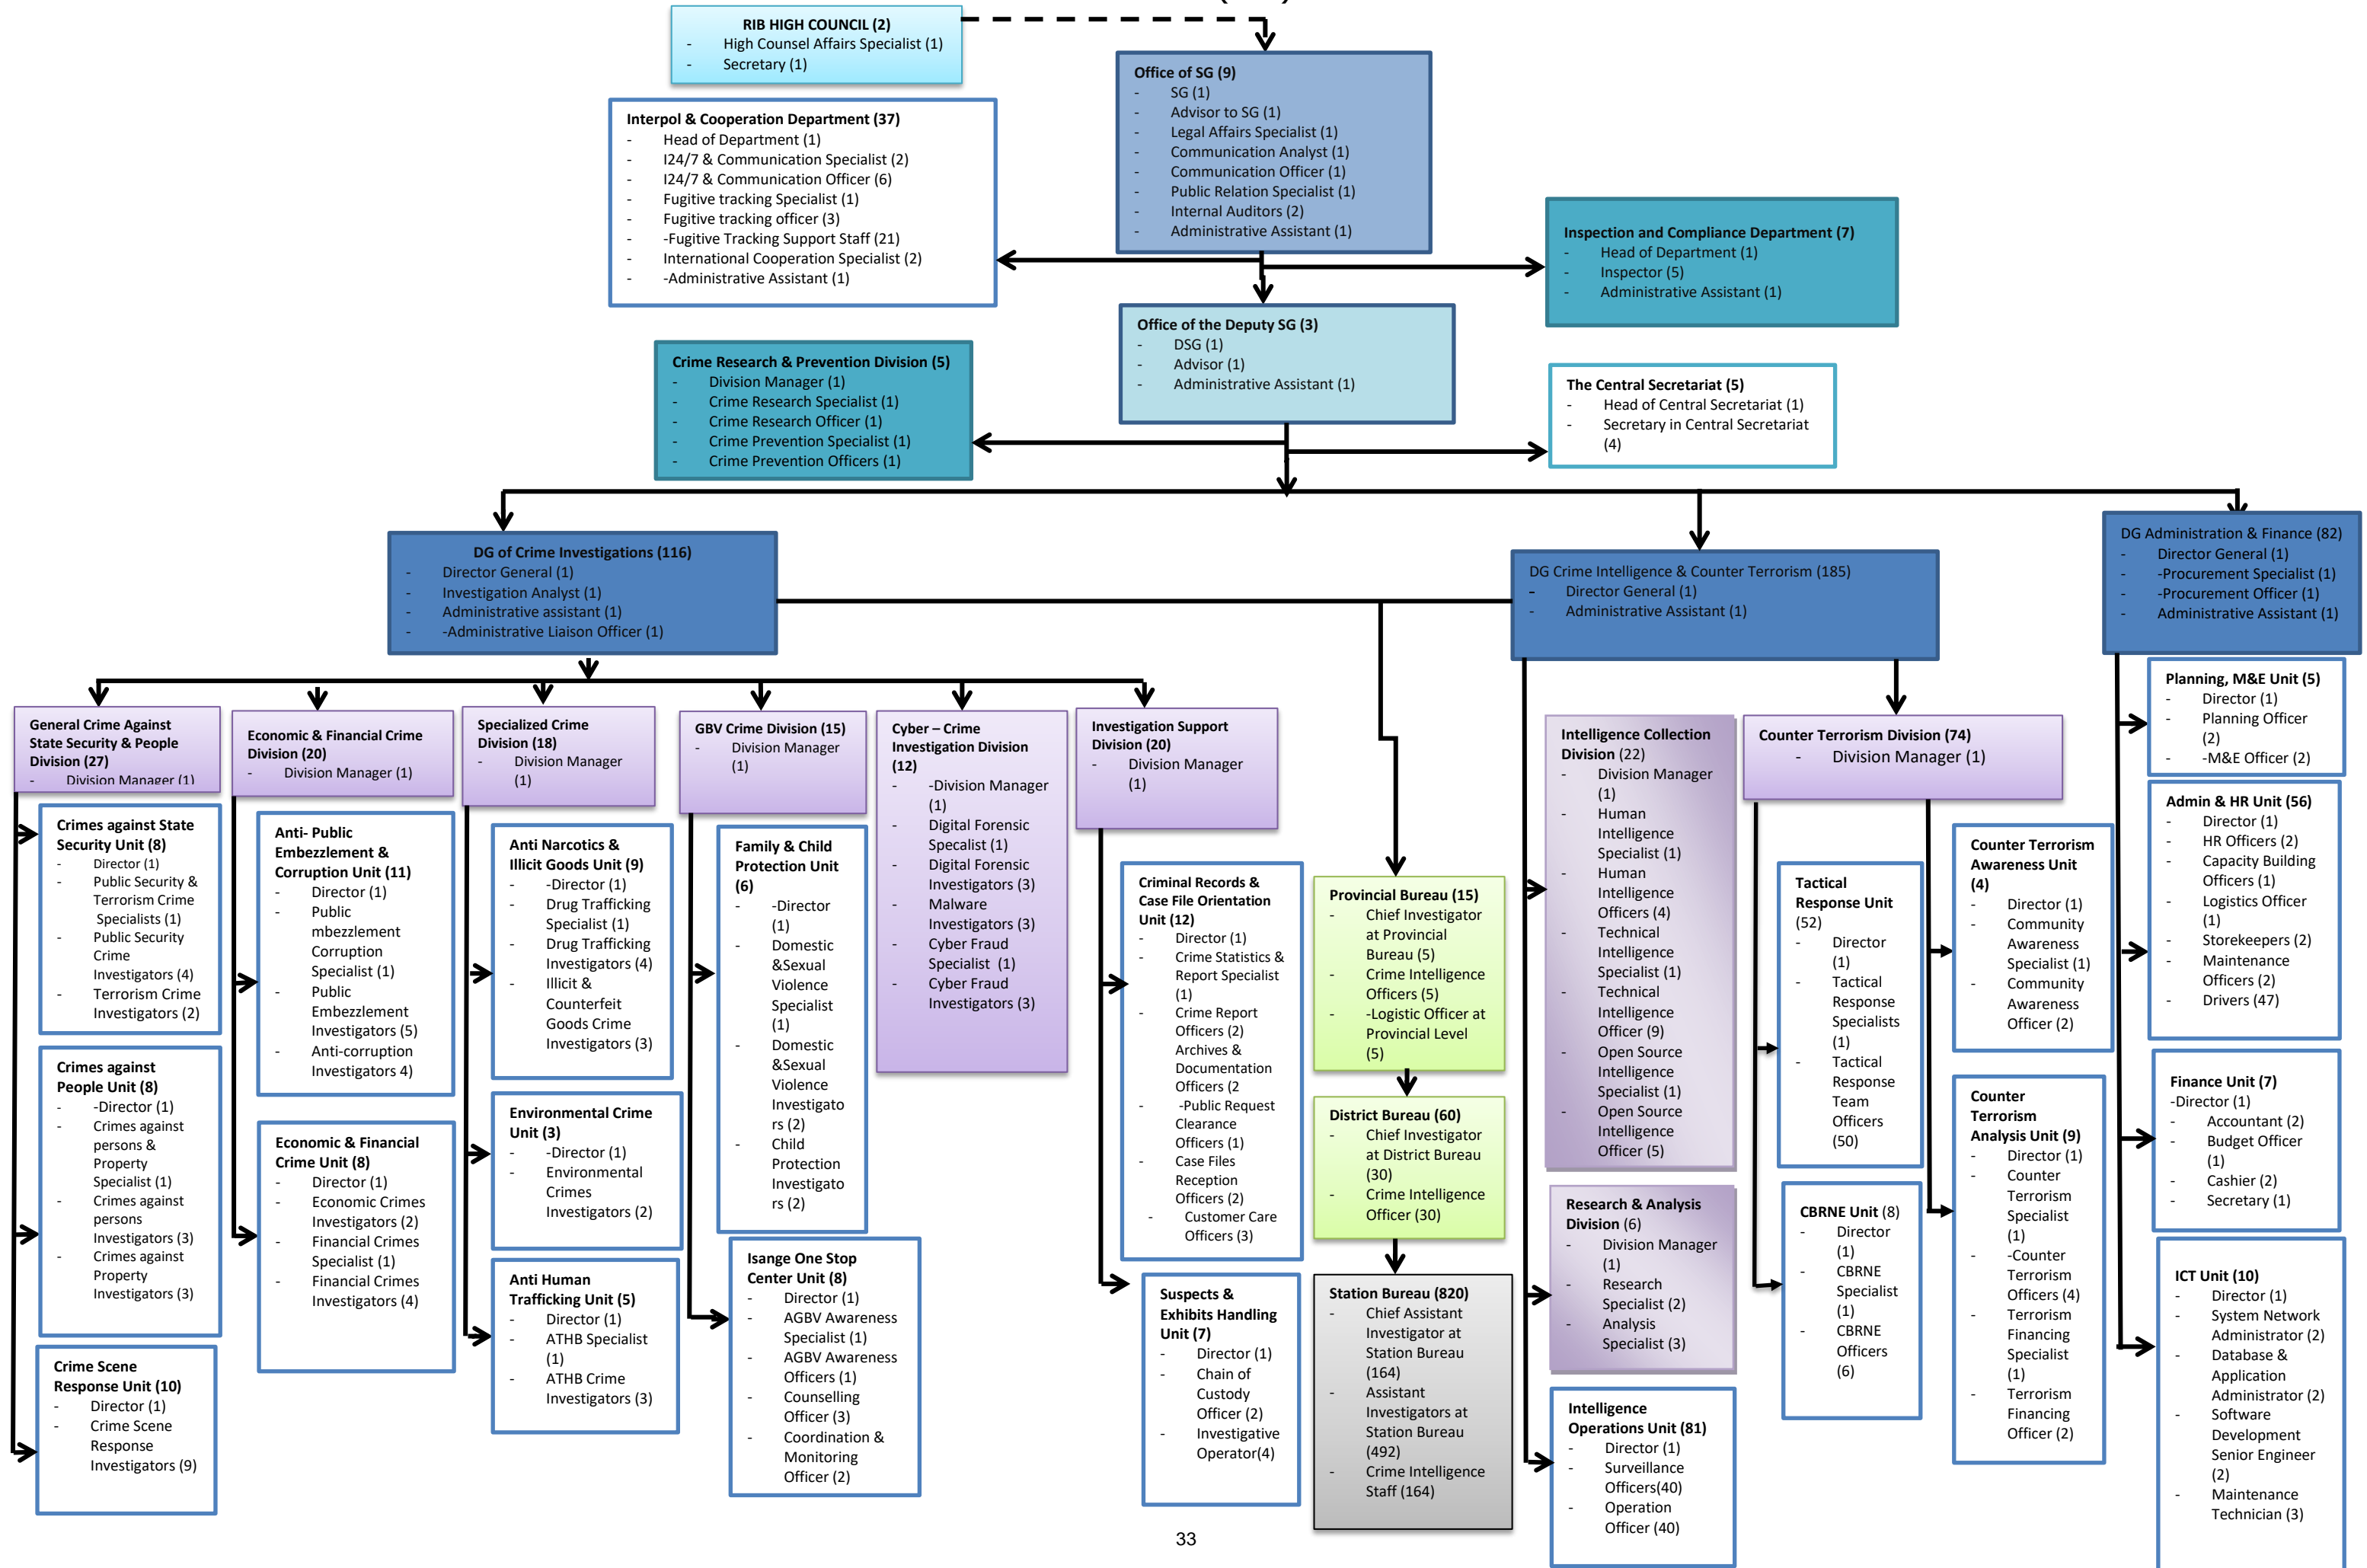 RIB HIGH COUNCIL (2)
- High Counsel Affairs Specialist (1)
- Secretary (1)
Office of SG (9)
- SG (1)
- Advisor to SG (1)
- Legal Affairs Specialist (1)
- Communication Analyst (1)
- Communication Officer (1)
- Public Relation Specialist (1)
- Internal Auditors (2)
- Administrative Assistant (1)
Interpol & Cooperation Department (37)
- Head of Department (1)
- I24/7 & Communication Specialist (2)
- I24/7 & Communication Officer (6)
- Fugitive tracking Specialist (1)
- Fugitive tracking officer (3)
- -Fugitive Tracking Support Staff (21)
- International Cooperation Specialist (2)
- -Administrative Assistant (1)
Inspection and Compliance Department (7)
- Head of Department (1)
- Inspector (5)
- Administrative Assistant (1)
Office of the Deputy SG (3)
- DSG (1)
- Advisor (1)
- Administrative Assistant (1)
Crime Research & Prevention Division (5)
- Division Manager (1)
- Crime Research Specialist (1)
- Crime Research Officer (1)
- Crime Prevention Specialist (1)
- Crime Prevention Officers (1)
The Central Secretariat (5)
- Head of Central Secretariat (1)
- Secretary in Central Secretariat
(4)
DG of Crime Investigations (116)
- Director General (1)
- Investigation Analyst (1)
- Administrative assistant (1)
- -Administrative Liaison Officer (1)
DG Crime Intelligence & Counter Terrorism (185)
- Director General (1)
- Administrative Assistant (1)
DG Administration & Finance (82)
- Director General (1)
- -Procurement Specialist (1)
- -Procurement Officer (1)
- Administrative Assistant (1)
General Crime Against
State Security & People
Division (27)
- Division Manager (1)
Crimes against State
Security Unit (8)
- Director (1)
- Public Security &
Terrorism Crime
Specialists (1)
- Public Security
Crime
Investigators (4)
- Terrorism Crime
Investigators (2)
Crimes against
People Unit (8)
- -Director (1)
- Crimes against
persons &
Property
Specialist (1)
- Crimes against
persons
Investigators (3)
- Crimes against
Property
Investigators (3)
Crime Scene
Response Unit (10)
- Director (1)
- Crime Scene
Response
Investigators (9)
Economic & Financial Crime
Division (20)
- Division Manager (1)
Anti- Public
Embezzlement &
Corruption Unit (11)
- Director (1)
- Public
mbezzlement
Corruption
Specialist (1)
- Public
Embezzlement
Investigators (5)
- Anti-corruption
Investigators 4)
Economic & Financial
Crime Unit (8)
- Director (1)
- Economic Crimes
Investigators (2)
- Financial Crimes
Specialist (1)
- Financial Crimes
Investigators (4)
Specialized Crime
Division (18)
- Division Manager
(1)
Anti Narcotics &
Illicit Goods Unit (9)
- -Director (1)
- Drug Trafficking
Specialist (1)
- Drug Trafficking
Investigators (4)
- Illicit &
Counterfeit
Goods Crime
Investigators (3)
Environmental Crime
Unit (3)
- -Director (1)
- Environmental
Crimes
Investigators (2)
Anti Human
Trafficking Unit (5)
- Director (1)
- ATHB Specialist
(1)
- ATHB Crime
Investigators (3)
GBV Crime Division (15)
- Division Manager
(1)
Family & Child
Protection Unit
(6)
- -Director
(1)
- Domestic
&Sexual
Violence
Specialist
(1)
- Domestic
&Sexual
Violence
Investigato
rs (2)
- Child
Protection
Investigato
rs (2)
Isange One Stop
Center Unit (8)
- Director (1)
- AGBV Awareness
Specialist (1)
- AGBV Awareness
Officers (1)
- Counselling
Officer (3)
- Coordination &
Monitoring
Officer (2)
Cyber – Crime
Investigation Division
(12)
- -Division Manager
(1)
- Digital Forensic
Specalist (1)
- Digital Forensic
Investigators (3)
- Malware
Investigators (3)
- Cyber Fraud
Specialist (1)
- Cyber Fraud
Investigators (3)
Investigation Support
Division (20)
- Division Manager
(1)
Criminal Records &
Case File Orientation
Unit (12)
- Director (1)
- Crime Statistics &
Report Specialist
(1)
- Crime Report
Officers (2)
Archives &
Documentation
Officers (2
- -Public Request
Clearance
Officers (1)
- Case Files
Reception
Officers (2)
- Customer Care
Officers (3)
Suspects &
Exhibits Handling
Unit (7)
- Director (1)
- Chain of
Custody
Officer (2)
- Investigative
Operator(4)
Provincial Bureau (15)
- Chief Investigator
at Provincial
Bureau (5)
- Crime Intelligence
Officers (5)
- -Logistic Officer at
Provincial Level
(5)
District Bureau (60)
- Chief Investigator
at District Bureau
(30)
- Crime Intelligence
Officer (30)
Station Bureau (820)
- Chief Assistant
Investigator at
Station Bureau
(164)
- Assistant
Investigators at
Station Bureau
(492)
- Crime Intelligence
Staff (164)
Intelligence Collection
Division (22)
- Division Manager
(1)
- Human
Intelligence
Specialist (1)
- Human
Intelligence
Officers (4)
- Technical
Intelligence
Specialist (1)
- Technical
Intelligence
Officer (9)
- Open Source
Intelligence
Specialist (1)
- Open Source
Intelligence
Officer (5)
Research & Analysis
Division (6)
- Division Manager
(1)
- Research
Specialist (2)
- Analysis
Specialist (3)
Intelligence
Operations Unit (81)
- Director (1)
- Surveillance
Officers(40)
- Operation
Officer (40)
Counter Terrorism Division (74)
- Division Manager (1)
Tactical
Response Unit
(52)
- Director
(1)
- Tactical
Response
Specialists
(1)
- Tactical
Response
Team
Officers
(50)
CBRNE Unit (8)
- Director
(1)
- CBRNE
Specialist
(1)
- CBRNE
Officers
(6)
Counter Terrorism
Awareness Unit
(4)
- Director (1)
- Community
Awareness
Specialist (1)
- Community
Awareness
Officer (2)
Counter
Terrorism
Analysis Unit (9)
- Director (1)
- Counter
Terrorism
Specialist
(1)
- -Counter
Terrorism
Officers (4)
- Terrorism
Financing
Specialist
(1)
- Terrorism
Financing
Officer (2)
Planning, M&E Unit (5)
- Director (1)
- Planning Officer
(2)
- -M&E Officer (2)
Admin & HR Unit (56)
- Director (1)
- HR Officers (2)
- Capacity Building
Officers (1)
- Logistics Officer
(1)
- Storekeepers (2)
- Maintenance
Officers (2)
- Drivers (47)
Finance Unit (7)
-Director (1)
- Accountant (2)
- Budget Officer
(1)
- Cashier (2)
- Secretary (1)
ICT Unit (10)
- Director (1)
- System Network
Administrator (2)
- Database &
Application
Administrator (2)
- Software
Development
Senior Engineer
(2)
- Maintenance
Technician (3)
33